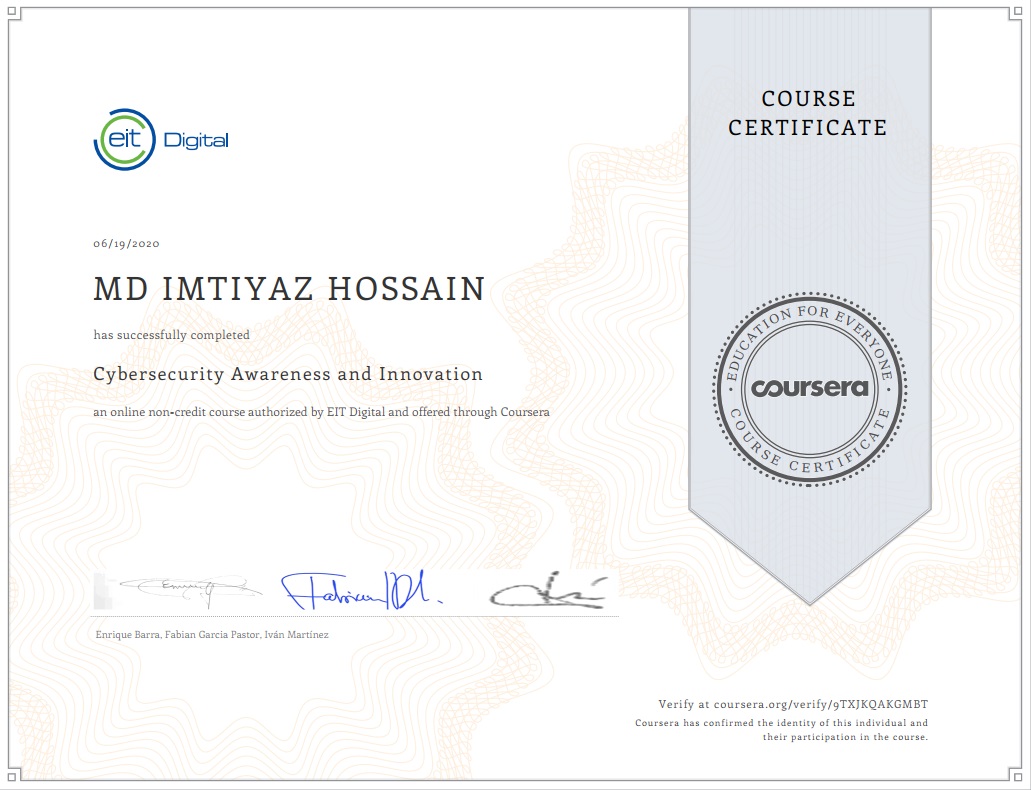 COURSE
CERTIFICATE
eit Digital
06/19/2020
MD IMTIYAZ HOSSAIN
has successfully completed
Cybersecurity Awareness and Innovation
an online non-credit course authorized by EIT Digital and offered through Coursera
EDUCATION FOR EVERYONE
coursera
COURSE CERTIFICATE
Enrique Barra, Fabian Garcia Pastor, Iván Martínez
Verify at coursera.org/verify/9TXJKQAKGMBT
Coursera has confirmed the identity of this individual and
their participation in the course.